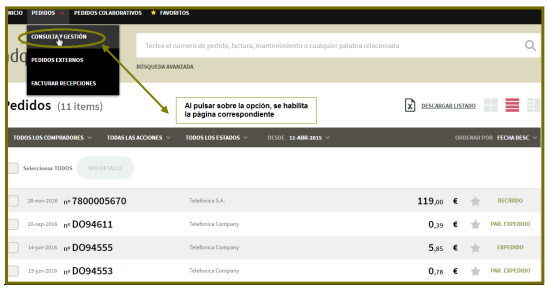 NICIO PEDIDOS PEDIDOS COLABORATIVOS ★ FAVORITOS
CONSULTA Y GESTIÓN
PEDIDOS EXTERNOS
FACTURAR RECEPCIONES
adq
Teclea el número de pedido, factura, mantenimiento o cualquier palabra relacionada
BÚSQUEDA AVANZADA
Pedidos (11 items)
Al pulsar sobre la opción, se habilita
la página correspondiente
X DESCARGAR LISTADO
TODOS LOS COMPRADORES TODAS LAS ACCIONES TODOS LOS ESTADOS DESDE 11-ABR-2015 ORDENAR POR FECHA DESC
Seleccionar TODOS VER DETALLE
28-nov-2016 nº 7800005670 Telefónica S.A. 119,00 € ★ RECIBIDO
20-sep-2016 nº DO94611 Telefonica Company 0,39 € ★ PAR. EXPEDIDO
14-jun-2016 nº DO94555 Telefonica Company 5,85 € ★ EXPEDIDO
13-jun-2016 nº DO94553 Telefonica Company 0,78 € ★ PAR. EXPEDIDO